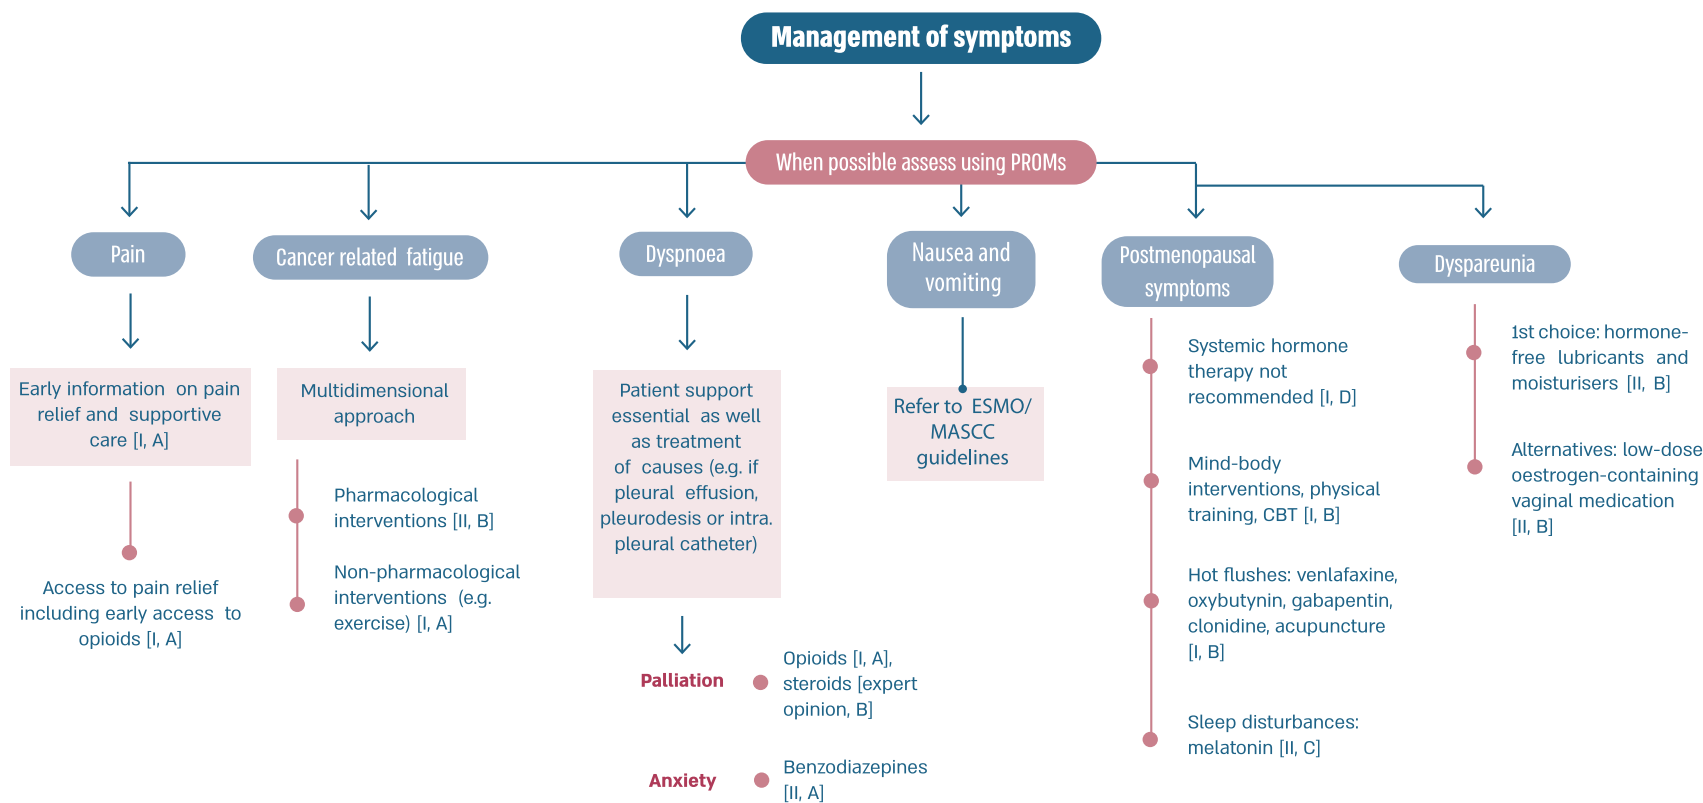 Management of symptoms
When possible assess using PROMs
Pain
Early information on pain
relief and supportive
care [I, A]
Access to pain relief
including early access to
opioids [I, A]
Cancer related fatigue
Multidimensional
approach
Pharmacological
interventions [II, B]
Non-pharmacological
interventions (e.g.
exercise) [I, A]
Dyspnoea
Patient support
essential as well
as treatment
of causes (e.g. if
pleural effusion,
pleurodesis or intra.
pleural catheter)
Palliation
Opioids [I, A],
steroids [expert
opinion, B]
Anxiety
Benzodiazepines
[II, A]
Nausea and
vomiting
Refer to ESMO/
MASCC
guidelines
Postmenopausal
symptoms
Systemic hormone
therapy not
recommended [I, D]
Mind-body
interventions, physical
training, CBT [I, B]
Hot flushes: venlafaxine,
oxybutynin, gabapentin,
clonidine, acupuncture
[I, B]
Sleep disturbances:
melatonin [II, C]
Dyspareunia
1st choice: hormone-
free lubricants and
moisturisers [II, B]
Alternatives: low-dose
oestrogen-containing
vaginal medication
[II, B]